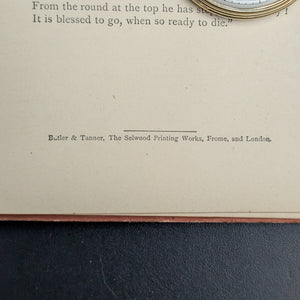 From the round at the top he has
It is blessed to go, when so ready to die."
Butler & Tanner, The Selwood Printing Works, Frome, and London.